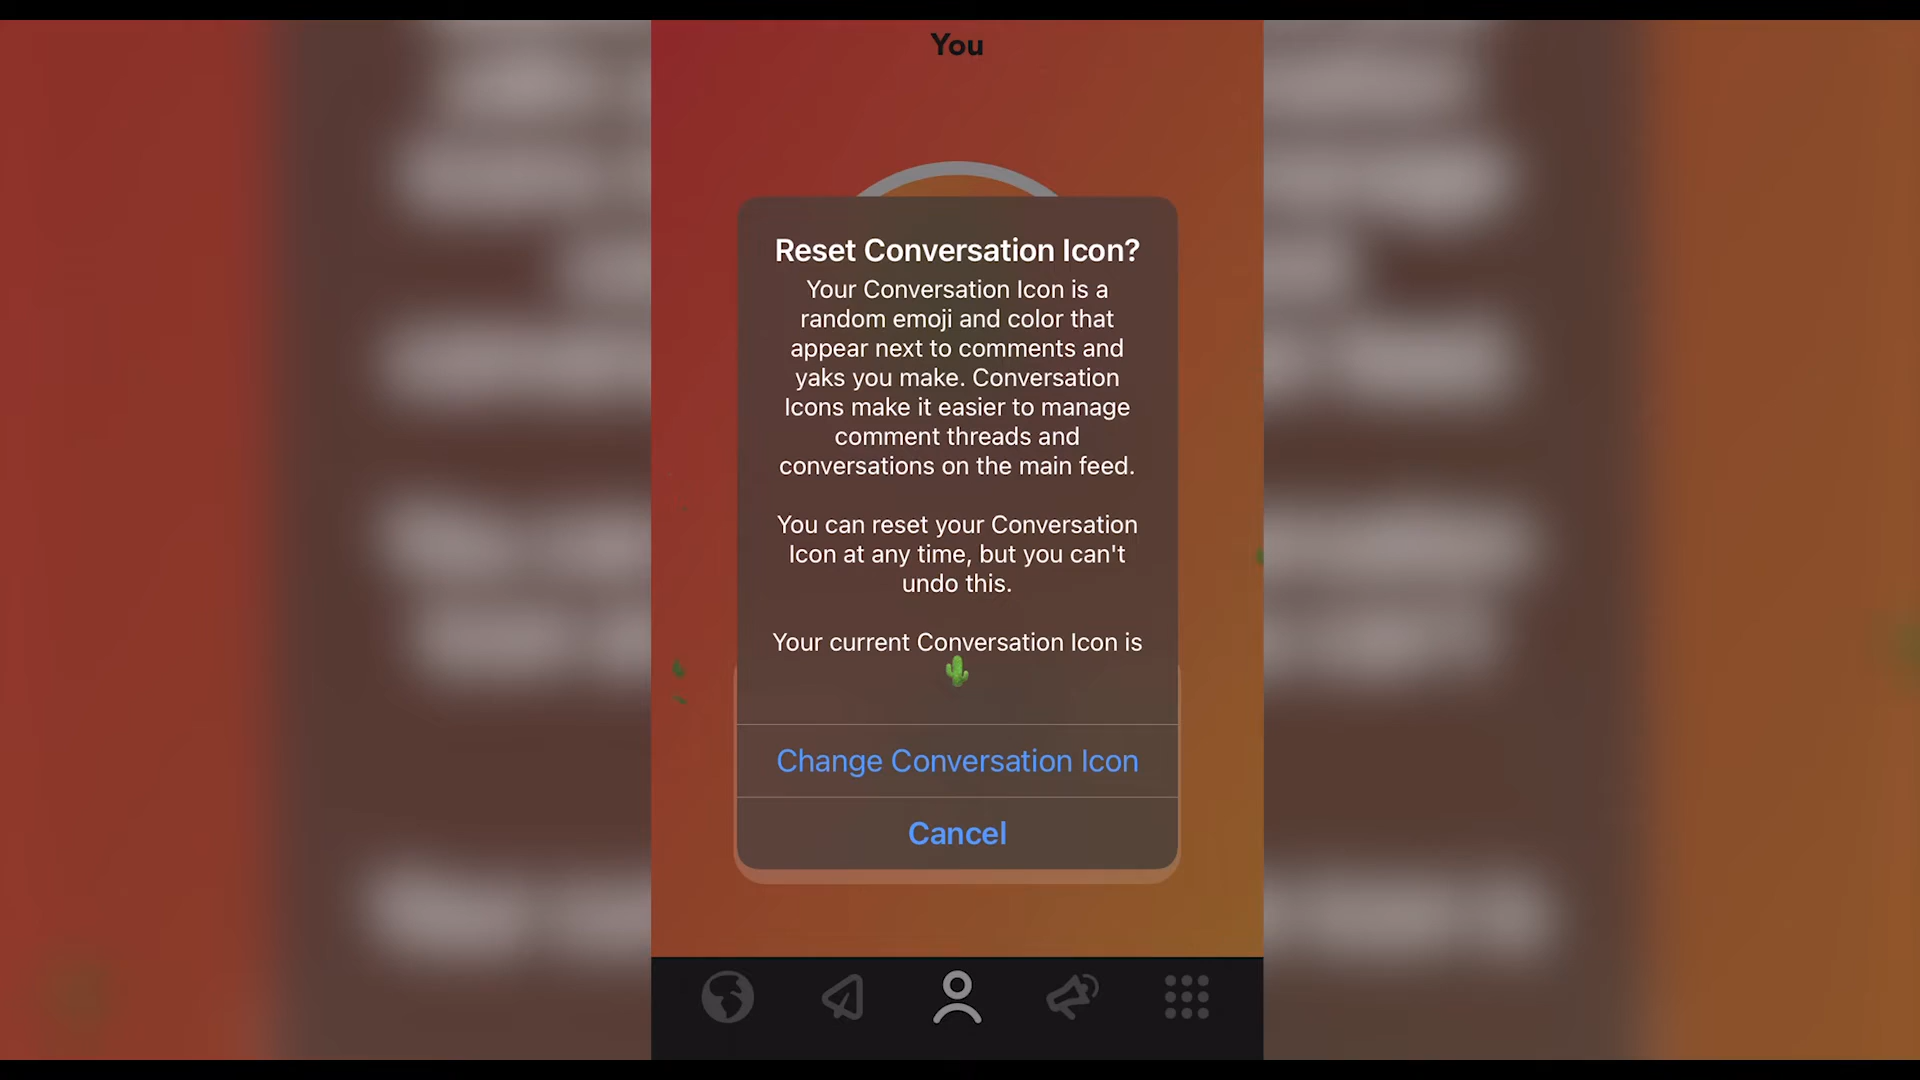 You
Reset Conversation Icon?
Your Conversation Icon is a
random emoji and color that
appear next to comments and
yaks you make. Conversation
Icons make it easier to manage
comment threads and
conversations on the main feed.
You can reset your Conversation
Icon at any time, but you can't
undo this.
Your current Conversation Icon is
🌵
Change Conversation Icon
Cancel